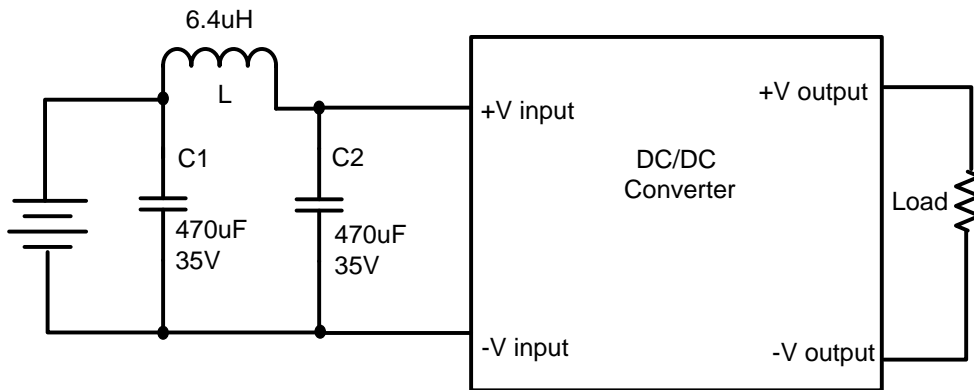 6.4uH
L
C1
470uF
35V
C2
470uF
35V
+V input
-V input
DC/DC
Converter
+V output
-V output
Load